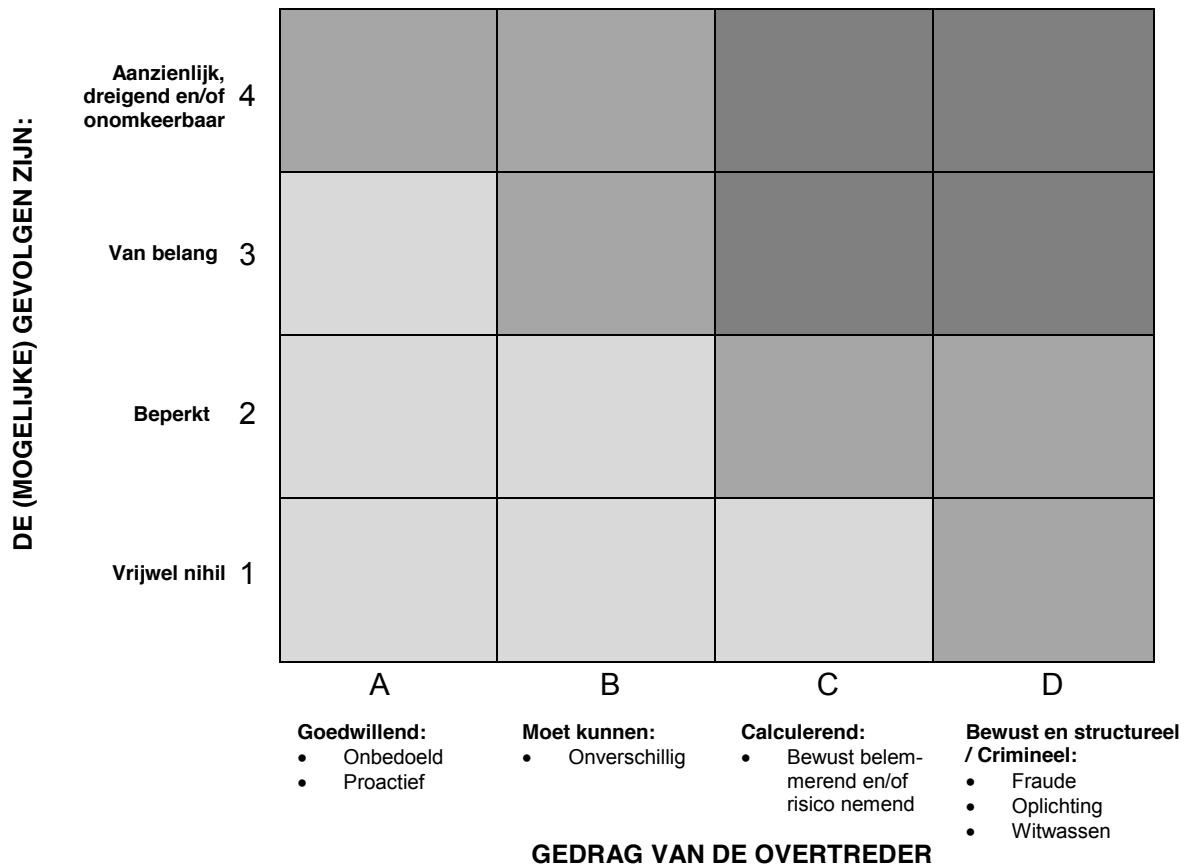 DE (MOGELIJKE) GEVOLGEN ZIJN:
Aanzienlijk,
dreigend en/of
onomkeerbaar
4
Van belang 3
Beperkt 2
Vrijwel nihil 1
A
B
C
D
Goedwillend:
• Onbedoeld
• Proactief
Moet kunnen:
• Onverschillig
Calculerend:
• Bewust belem-
merend en/of
risico nemend
Bewust en structureel
/ Crimineel:
• Fraude
• Oplichting
• Witwassen
GEDRAG VAN DE OVERTREDER